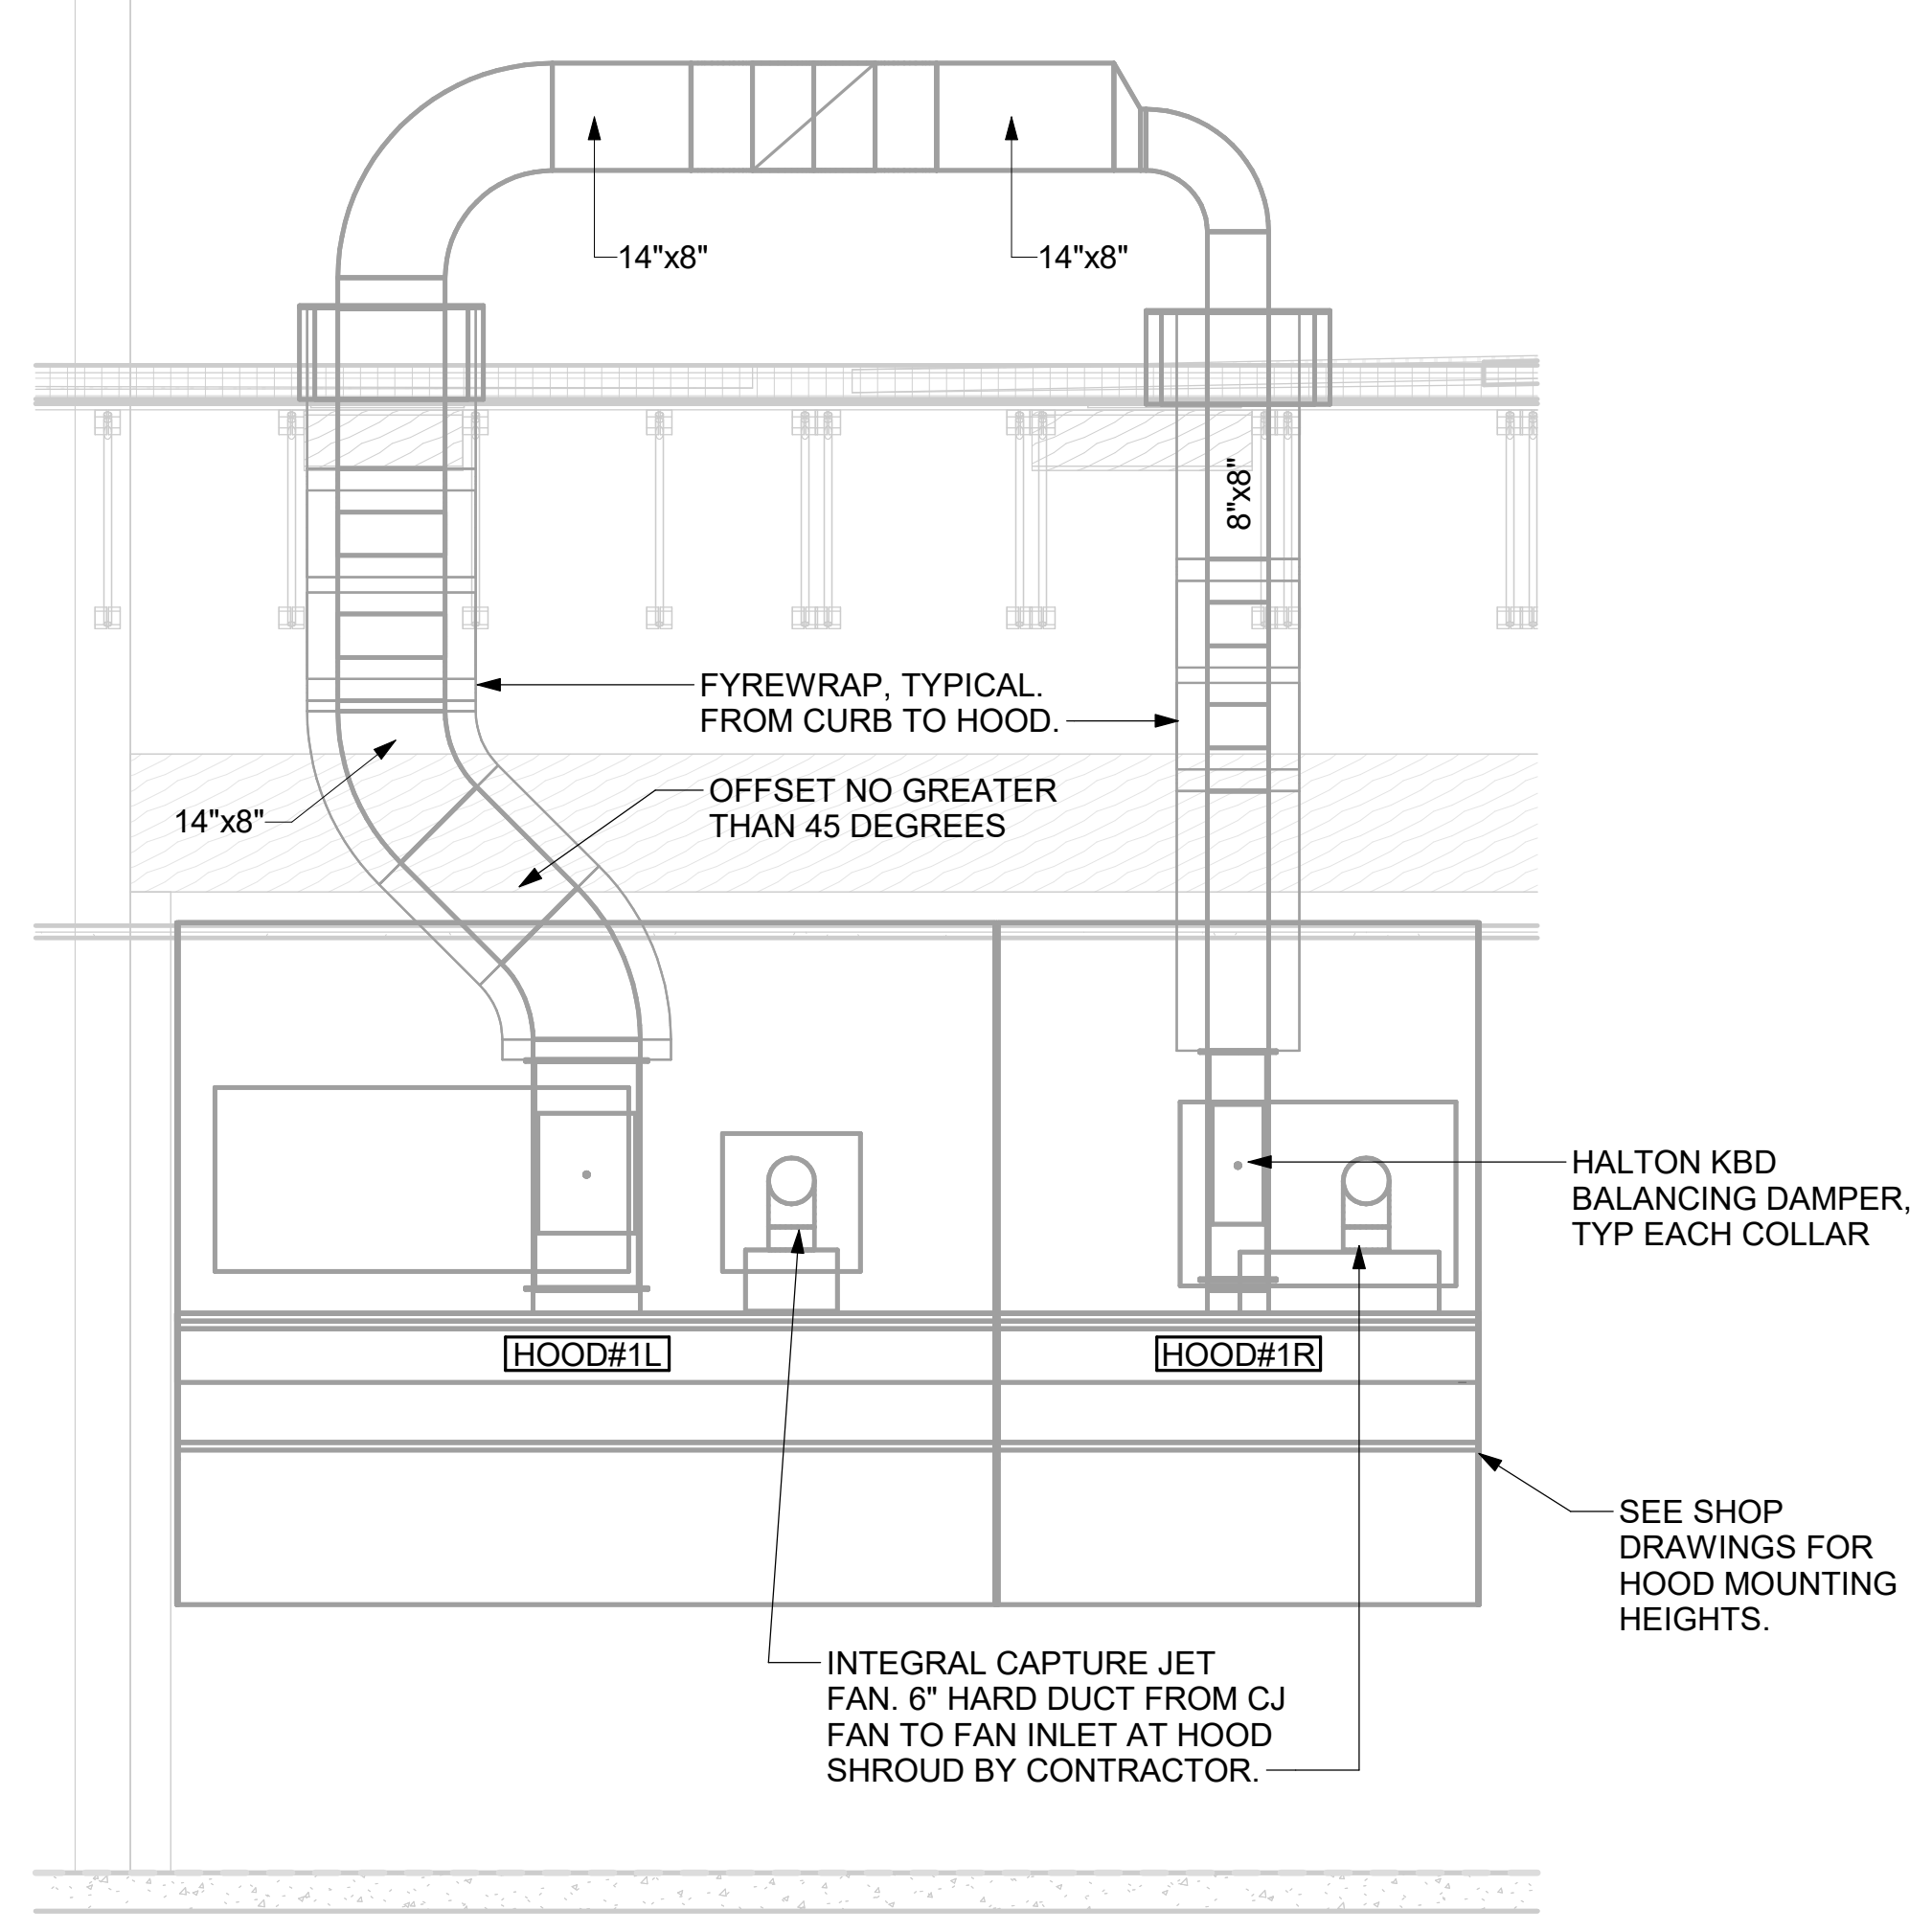 14"x8"
14"x8"
8"x8"
FYREWRAP, TYPICAL.
FROM CURB TO HOOD.
OFFSET NO GREATER
THAN 45 DEGREES
14"x8"
HALTON KBD
BALANCING DAMPER,
TYP EACH COLLAR
HOOD#1L
HOOD#1R
SEE SHOP
DRAWINGS FOR
HOOD MOUNTING
HEIGHTS.
INTEGRAL CAPTURE JET
FAN. 6" HARD DUCT FROM CJ
FAN TO FAN INLET AT HOOD
SHROUD BY CONTRACTOR.